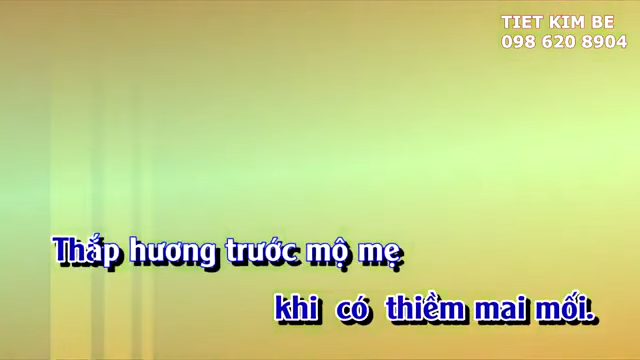 TIET KIM BE
098 620 8904
Thắp hương trước mộ mẹ
khi có thiềm mai mối.